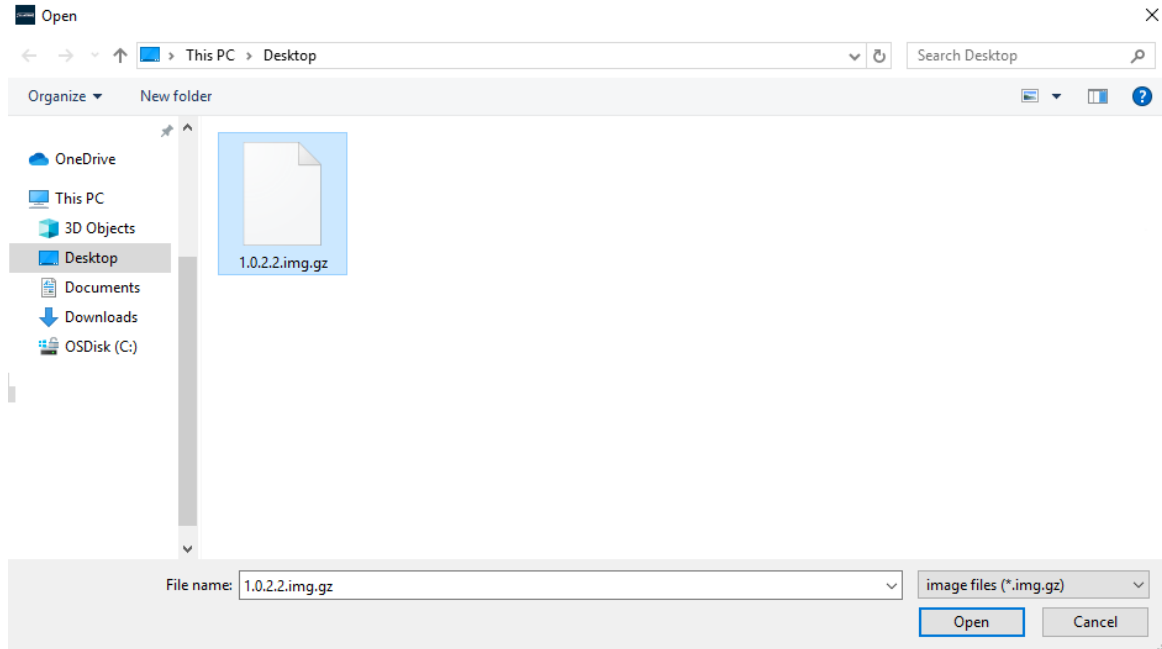 Open
This PC > Desktop
Search Desktop
Organize
New folder
OneDrive
This PC
3D Objects
Desktop
Documents
Downloads
OSDisk (C:)
1.0.2.2.img.gz
File name: 1.0.2.2.img.gz
image files (*.img.gz)
Open
Cancel